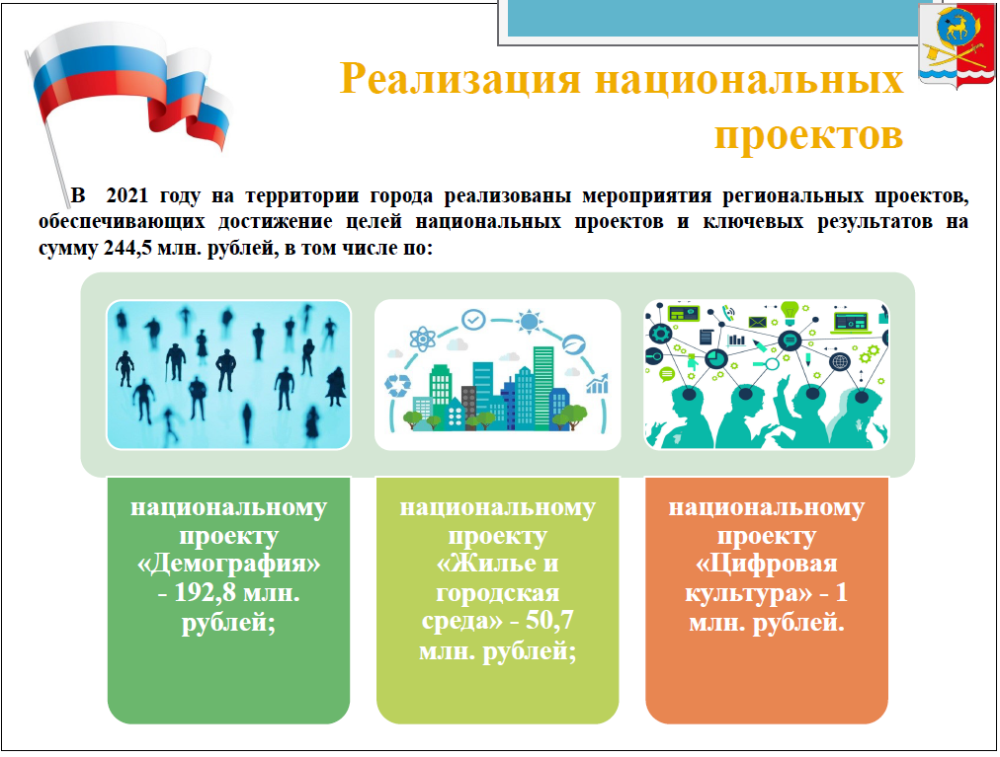 Реализация национальных
проектов
В 2021 году на территории города реализованы мероприятия региональных проектов,
обеспечивающих достижение целей национальных проектов и ключевых результатов на
сумму 244,5 млн. рублей, в том числе по:
национальному
проекту
«Демография»
- 192,8 млн.
рублей;
национальному
проекту
«Жилье и
городская
среда» - 50,7
млн. рублей;
национальному
проекту
«Цифровая
культура» - 1
млн. рублей.